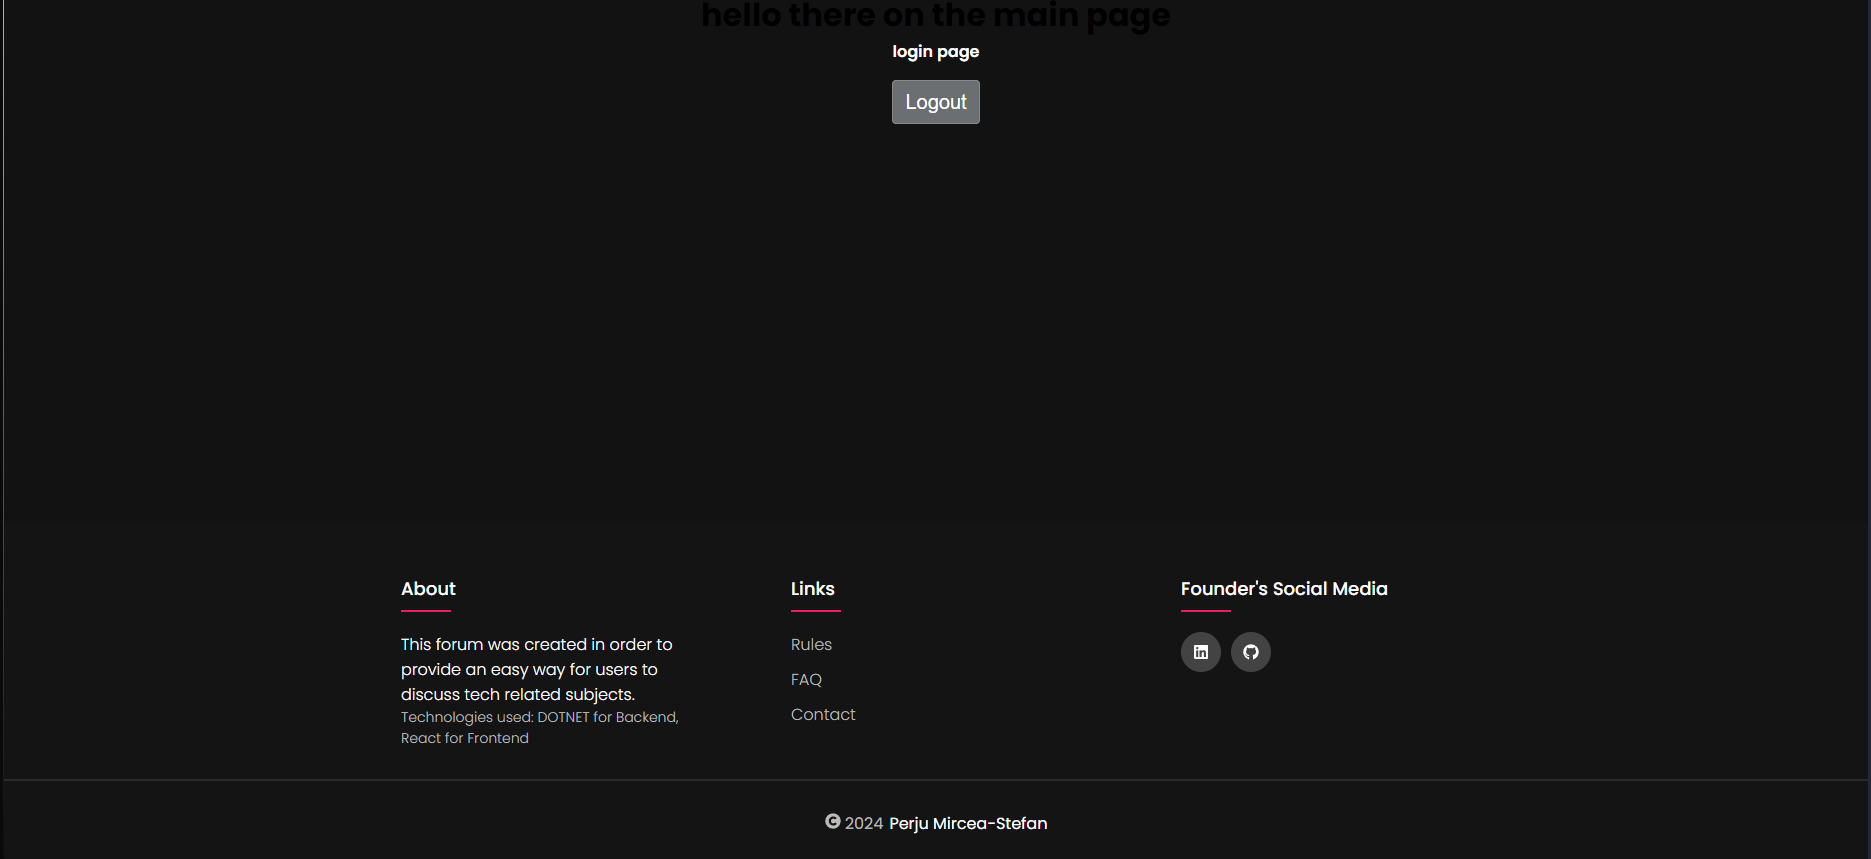 hello there on the main page
login page
Logout
About
This forum was created in order to
provide an easy way for users to
discuss tech related subjects.
Technologies used: DOTNET for Backend,
React for Frontend
Links
Rules
FAQ
Contact
Founder's Social Media
in
© 2024 Perju Mircea-Stefan